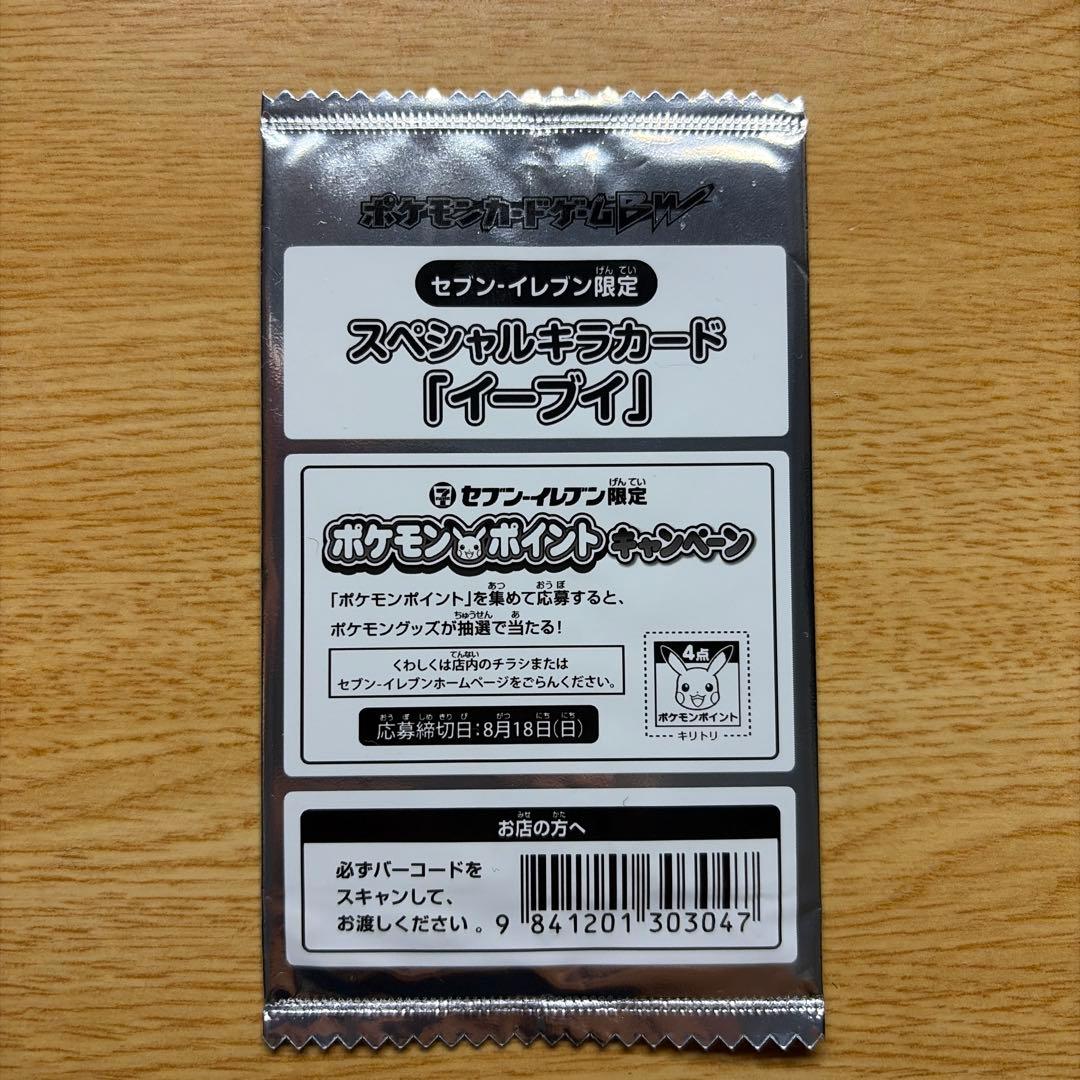 ポケモンカードゲームBW
セブン-イレブン限定
スペシャルキラカード
「イーブイ」
セブン-イレブン限定
ポケモンポイントキャンペーン
「ポケモンポイント」を集めて応募すると、
ポケモングッズが抽選で当たる!
くわしくは店内のチラシまたは
セブン-イレブンホームページをごらんください。
応募締切日:8月18日(日)
4点
ポケモンポイント
キリトリ
お店の方へ
必ずバーコードを
スキャンして、
お渡しください。
9 841201 303047